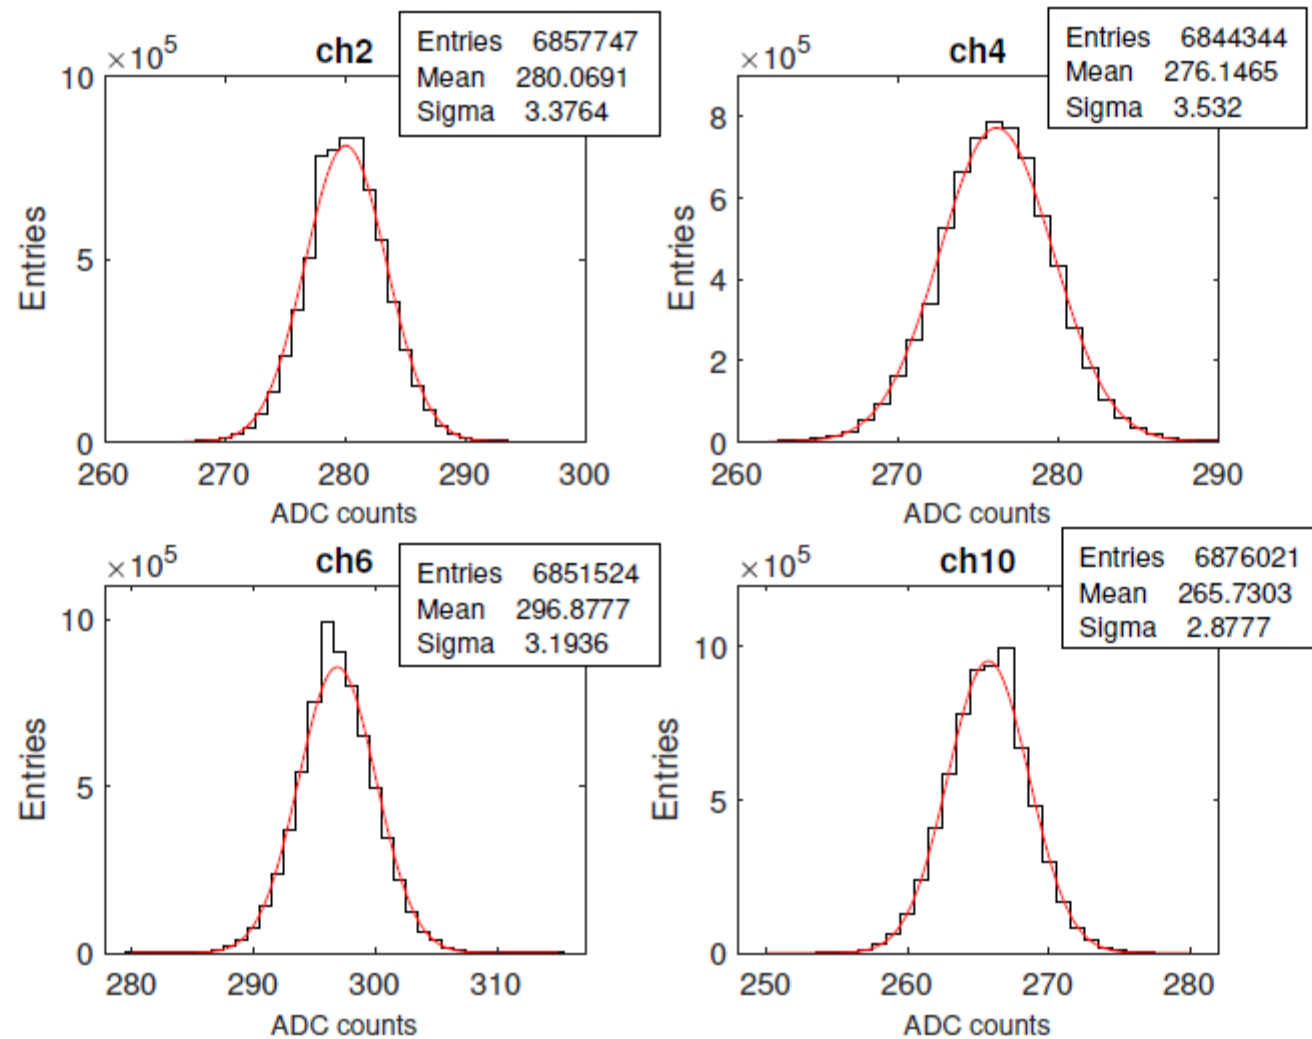 ×10^5
ch2
Entries 6857747
Mean 280.0691
Sigma 3.3764
10
5
0
Entries
260 270 280 290 300
ADC counts
×10^5
ch4
Entries 6844344
Mean 276.1465
Sigma 3.532
8
6
4
2
0
Entries
260 270 280 290
ADC counts
×10^5
ch6
Entries 6851524
Mean 296.8777
Sigma 3.1936
10
5
0
Entries
280 290 300 310
ADC counts
×10^5
ch10
Entries 6876021
Mean 265.7303
Sigma 2.8777
10
5
0
Entries
250 260 270 280
ADC counts